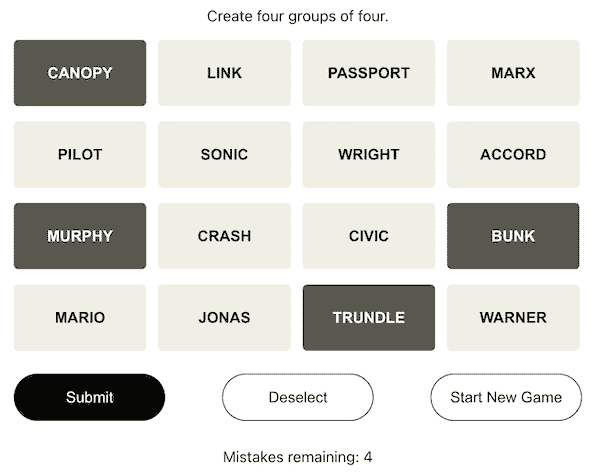 Create four groups of four.
CANOPY LINK PASSPORT MARX
PILOT SONIC WRIGHT ACCORD
MURPHY CRASH CIVIC BUNK
MARIO JONAS TRUNDLE WARNER
Submit Deselect Start New Game
Mistakes remaining: 4